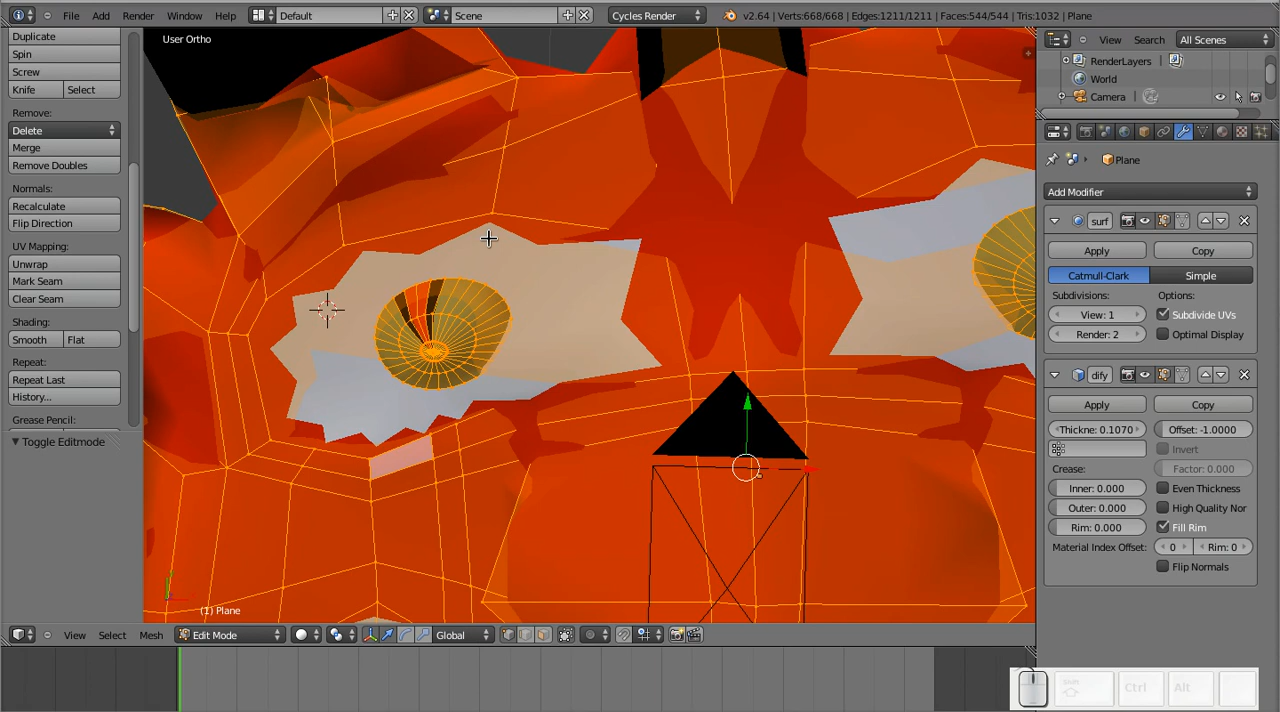 File Add Render Window Help Default Scene Cycles Render v2.64 | Verts:668/668 | Edges:1211/1211 | Faces:544/544 | Tris:1032 | Plane
Duplicate
Spin
Screw
Knife Select
Remove:
Delete
Merge
Remove Doubles
Normals:
Recalculate
Flip Direction
UV Mapping:
Unwrap
Mark Seam
Clear Seam
Shading:
Smooth Flat
Repeat:
Repeat Last
History...
Grease Pencil:
Toggle Editmode
User Ortho
(1) Plane
View Select Mesh Edit Mode Global
View Search All Scenes
RenderLayers
World
Camera
Plane
Add Modifier
surf
Apply Copy
Catmull-Clark Simple
Subdivisions: Options:
View: 1 Subdivide UVs
Render: 2 Optimal Display
dify
Apply Copy
Thickne: 0.1070 Offset: -1.0000
Invert
Crease: Factor: 0.000
Inner: 0.000 Even Thickness
Outer: 0.000 High Quality Nor
Rim: 0.000 Fill Rim
Material Index Offset: 0 Rim: 0
Flip Normals
Shift Ctrl Alt